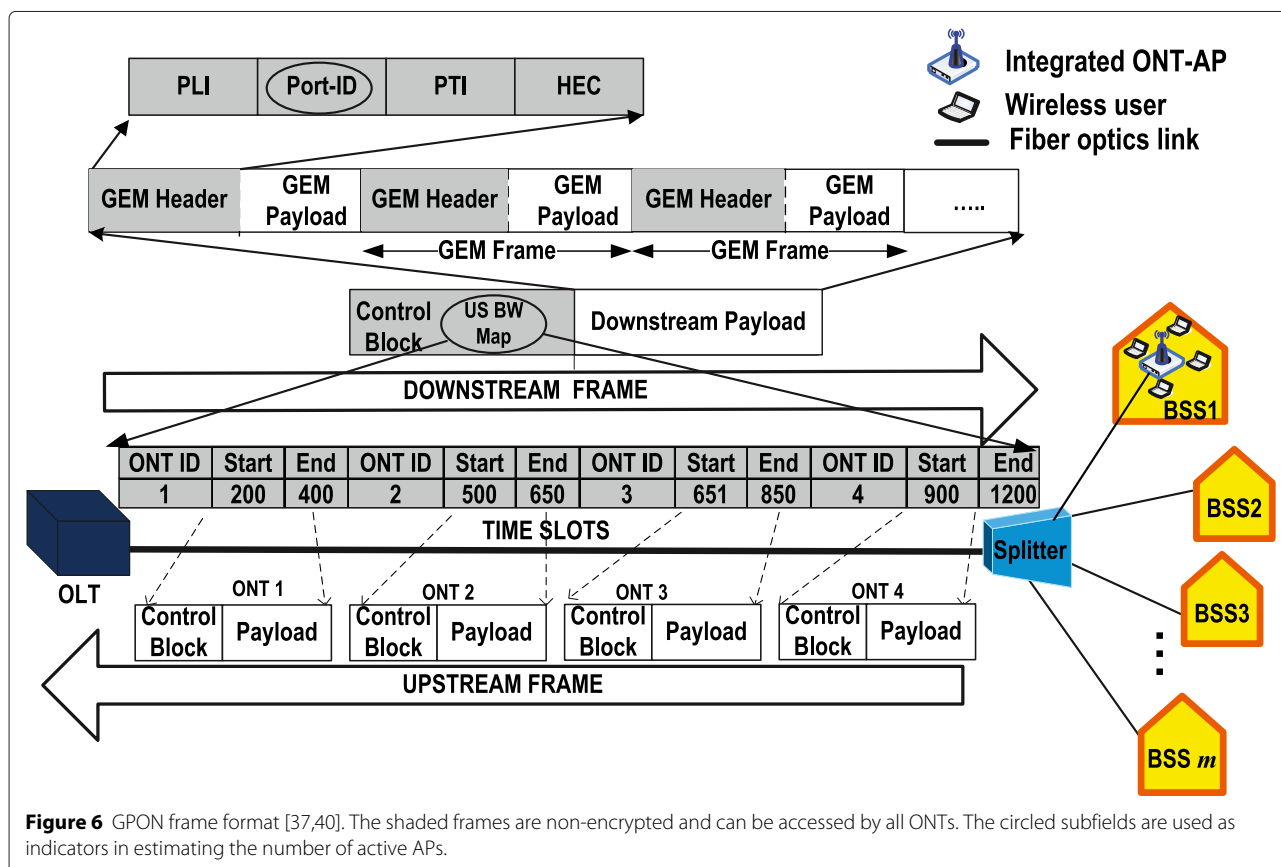 PLI Port-ID PTI HEC
Integrated ONT-AP
Wireless user
Fiber optics link
GEM Header GEM Payload GEM Header GEM Payload GEM Header GEM Payload .....
GEM Frame GEM Frame
Control Block US BW Map Downstream Payload
DOWNSTREAM FRAME
BSS1
ONT ID Start End ONT ID Start End ONT ID Start End ONT ID Start End
1 200 400 2 500 650 3 651 850 4 900 1200
BSS2
TIME SLOTS
Splitter
OLT
ONT 1 ONT 2 ONT 3 ONT 4
Control Block Payload Control Block Payload Control Block Payload Control Block Payload
BSS3
⋮
UPSTREAM FRAME
BSS m
Figure 6 GPON frame format [37,40]. The shaded frames are non-encrypted and can be accessed by all ONTs. The circled subfields are used as
indicators in estimating the number of active APs.